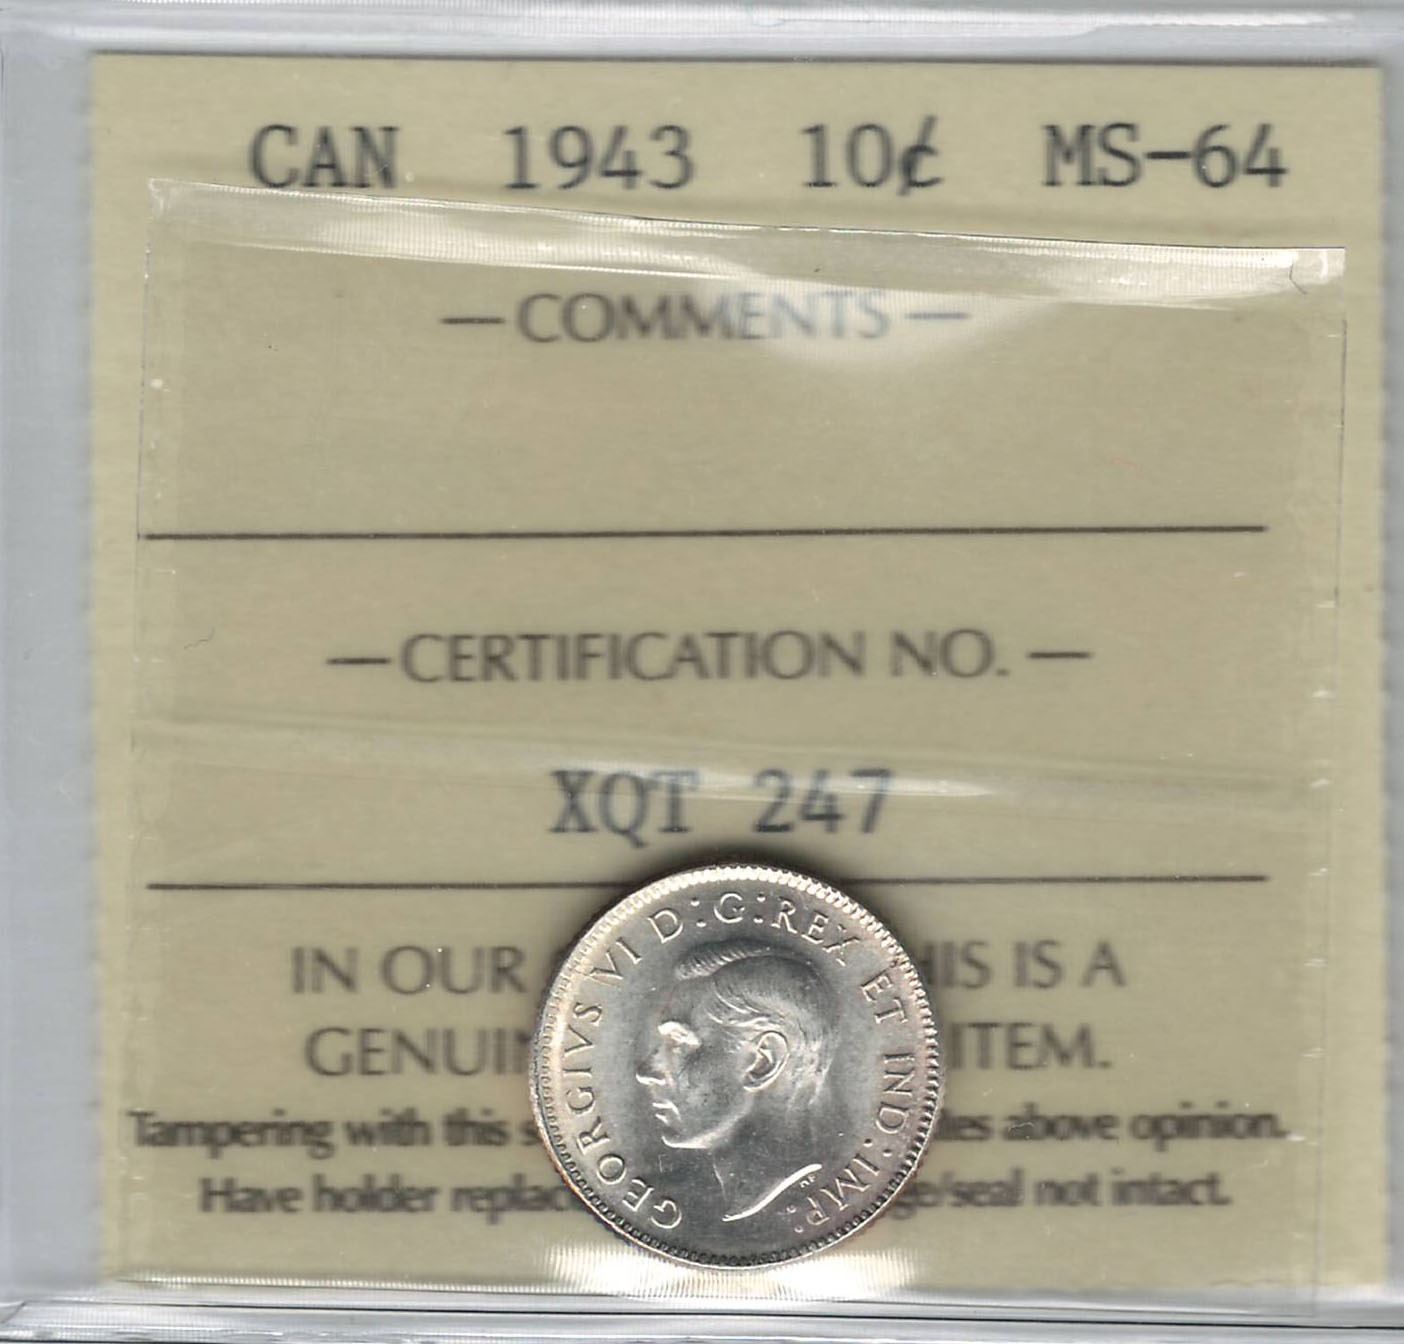 CAN 1943 10¢ MS-64
— COMMENTS —
— CERTIFICATION NO. —
XQT 247
IN OUR HIS IS A
GENUIN ITEM.
Tampering with this s es above opinion.
Have holder replac ge/seal not intact.
GEORGIVS VI D:G:REX ET IND:IMP:
HP